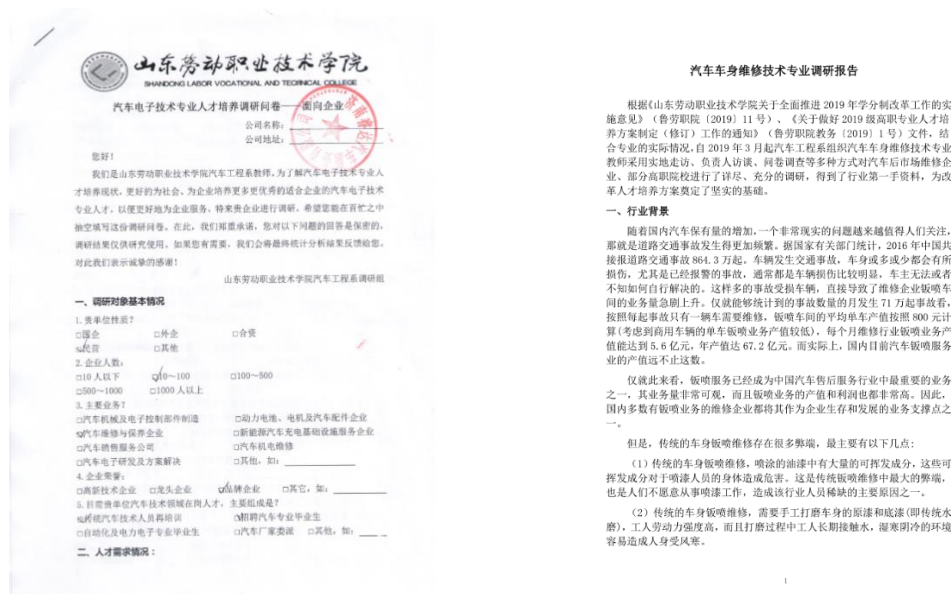 山东劳动职业技术学院
SHANDONG LABOR VOCATIONAL AND TECHNICAL COLLEGE
汽车电子技术专业人才培养调研问卷——面向企业
公司名称：
公司地址：
您好！
我们是山东劳动职业技术学院汽车工程系教师，为了解汽车电子技术专业人
才培养现状，更好的为社会、为企业培养更多更优秀的适合企业的汽车电子技术
专业人才，以便更好地为企业服务，特来贵企业进行调研，希望您能在百忙之中
抽空填写这份调研问卷。在此，我们郑重承诺，您对以下问题的回答是保密的，
调研结果仅供研究使用，如果您有需要，我们会将最终统计分析结果反馈给您。
对此我们表示诚挚的感谢！
山东劳动职业技术学院汽车工程系调研组
一、调研对象基本情况
1.贵单位性质？
□国企 □外企 □合资
□民营 □其他
2.企业人数：
□10人以下 □10~100 □100~500
□500~1000 □1000人以上
3.主要业务？
□汽车机械及电子控制部件制造 □动力电池、电机及汽车配件企业
□汽车维修与保养企业 □新能源汽车充电基础设施服务企业
□汽车销售服务公司 □汽车机电维修
□汽车电子研发及方案解决 □其他，如：
4.企业荣誉：
□高新技术企业 □龙头企业 □品牌企业 □其它，如：
5.目前贵单位汽车技术领域在岗人才，主要组成是？
□传统汽车技术人员再培训 □招聘汽车专业毕业生
□自动化及电力电子专业毕业生 □汽车厂家委派 □其他，如：
二、人才需求情况：
汽车车身维修技术专业调研报告
根据《山东劳动职业技术学院关于全面推进 2019 年学分制改革工作的实
施意见》（鲁劳职院〔2019〕11 号）、《关于做好 2019 级高职专业人才培
养方案制定（修订）工作的通知》（鲁劳职院教务〔2019〕1 号）文件，结
合专业的实际情况，自 2019 年 3 月起汽车工程系组织汽车车身维修技术专业
教师采用实地走访、负责人访谈、问卷调查等多种方式对汽车后市场维修企
业、部分高职院校进行了详尽、充分的调研，得到了行业第一手资料，为改
革人才培养方案奠定了坚实的基础。
一、行业背景
随着国内汽车保有量的增加，一个非常现实的问题越来越值得人们关注，
那就是道路交通事故发生得更加频繁。据国家有关部门统计，2016 年中国共
接报道路交通事故 864.3 万起。车辆发生交通事故，车身或多或少都会有所
损伤，尤其是已经报警的事故，通常都是车辆损伤比较明显，车主无法或者
不知如何自行解决的。这样多的事故受损车辆，直接导致了维修企业钣喷车
间的业务量急剧上升。仅就能够统计到的事故数量的月发生 71 万起事故看，
按照每起事故只有一辆车需要维修，钣喷车间的平均单车产值按照 800 元计
算（考虑到商用车辆的单车钣喷业务产值较低），每个月维修行业钣喷业务产
值能达到 5.6 亿元，年产达 67.2 亿元。而实际上，国内目前汽车钣喷服务
业的产值远不止这数。
仅就此来看，钣喷服务已经成为中国汽车售后服务行业中最重要的业务
之一，其业务量非常可观，而且钣喷业务的产值和利润也都非常高。因此，
国内多数有钣喷业务的维修企业都将其作为企业生存和发展的业务支撑点之
一。
但是，传统的车身钣喷维修存在很多弊端，最主要有以下几点：
（1）传统的车身钣喷维修，喷涂的油漆中有大量的可挥发成分，这些可
挥发成分对于喷漆人员的身体造成危害。这是传统钣喷维修中最大的弊端，
也是人们不愿意从事喷漆工作，造成该行业人员稀缺的主要原因之一。
（2）传统的车身钣喷维修，需要手工打磨车身的原漆和底漆（即传统水
磨），工人劳动力强度高，而且打磨过程中工人长期接触水，湿寒阴冷的环境
容易造成人身受风寒。
1